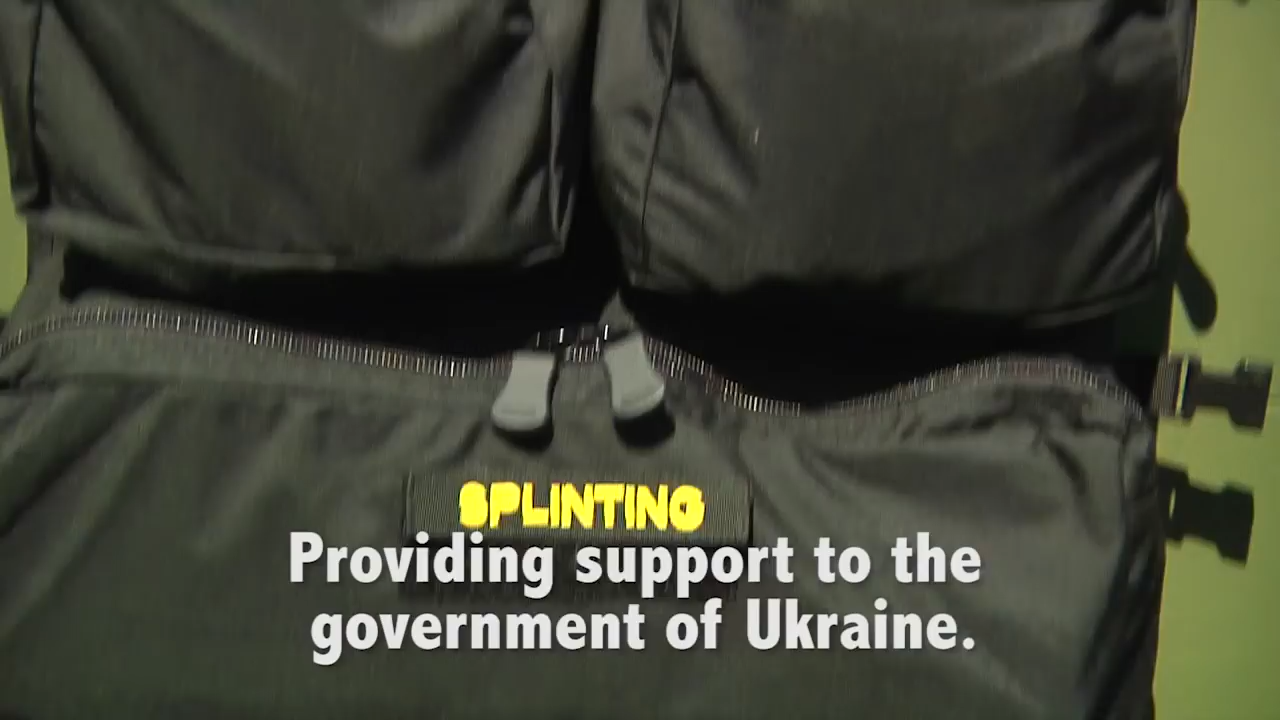 SPLINTING
Providing support to the
government of Ukraine.